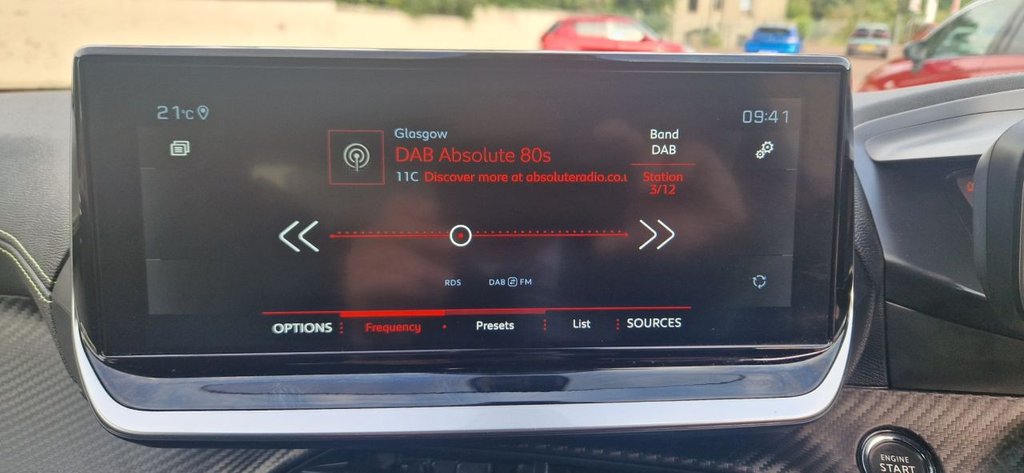 21°C
09:41
Glasgow
DAB Absolute 80s
11C Discover more at absoluteradio.co.u
Band
DAB
Station
3/12
RDS DAB FM
OPTIONS Frequency Presets List SOURCES
ENGINE
START